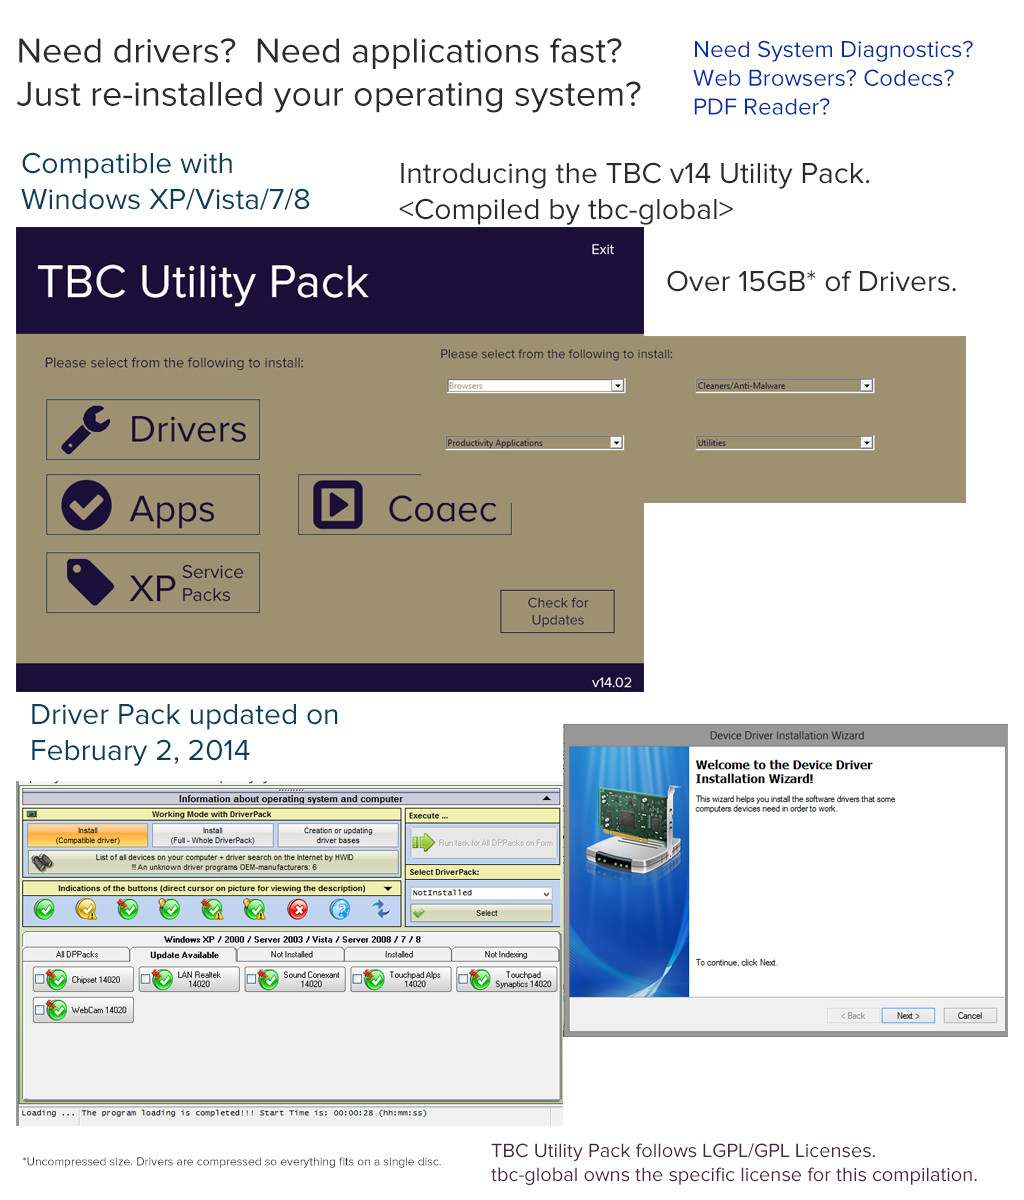 Need drivers?  Need applications fast?
Just re-installed your operating system?
Need System Diagnostics?
Web Browsers? Codecs?
PDF Reader?
Compatible with
Windows XP/Vista/7/8
Introducing the TBC v14 Utility Pack.
<Compiled by tbc-global>
Over 15GB* of Drivers.
Exit
TBC Utility Pack
Please select from the following to install:
Drivers
Apps
XP Service
Packs
Codec
Please select from the following to install:
Browsers
Cleaners/Anti-Malware
Productivity Applications
Utilities
Check for
Updates
v14.02
Driver Pack updated on
February 2, 2014
Information about operating system and computer
Working Mode with DriverPack
Install
(Compatible driver)
Install
(Full - Whole DriverPack)
Creation or updating
driver bases
List of all devices on your computer + driver search on the Internet by HWID
!! An unknown driver programs OEM-manufacturers: 6
Execute ...
Run task for All DPPacks on Form
Select DriverPack:
NotInstalled
Select
Indications of the buttons (direct cursor on picture for viewing the description)
Windows XP / 2000 / Server 2003 / Vista / Server 2008 / 7 / 8
All DPPacks
Update Available
Not Installed
Installed
Not Indexing
Chipset 14020
LAN Realtek
14020
Sound Conexant
14020
Touchpad Alps
14020
Touchpad
Synaptics 14020
WebCam 14020
Loading ... The program loading is completed!!! Start Time is: 00:00:28 (hh:mm:ss)
Device Driver Installation Wizard
Welcome to the Device Driver
Installation Wizard!
This wizard helps you install the software drivers that some
computers devices need in order to work.
To continue, click Next.
< Back
Next >
Cancel
*Uncompressed size. Drivers are compressed so everything fits on a single disc.
TBC Utility Pack follows LGPL/GPL Licenses.
tbc-global owns the specific license for this compilation.